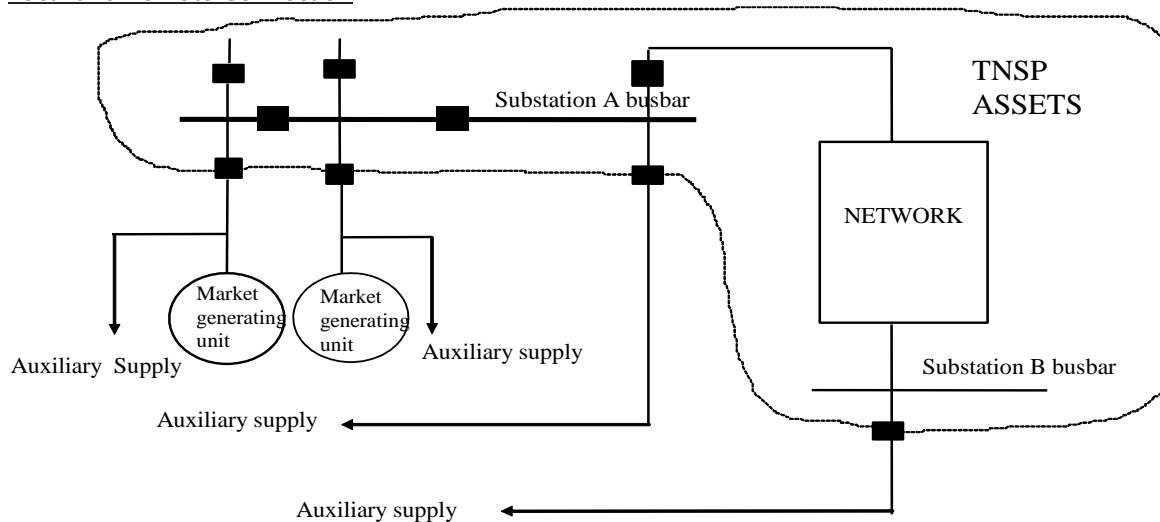 TNSP
ASSETS
Substation A busbar
NETWORK
Market
generating
unit
Market
generating
unit
Auxiliary Supply
Auxiliary supply
Substation B busbar
Auxiliary supply
Auxiliary supply